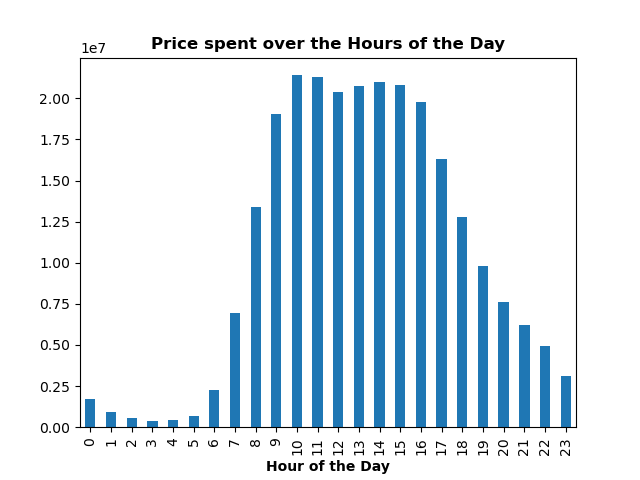 Price spent over the Hours of the Day
1e7
2.00
1.75
1.50
1.25
1.00
0.75
0.50
0.25
0.00
0 1 2 3 4 5 6 7 8 9 10 11 12 13 14 15 16 17 18 19 20 21 22 23
Hour of the Day